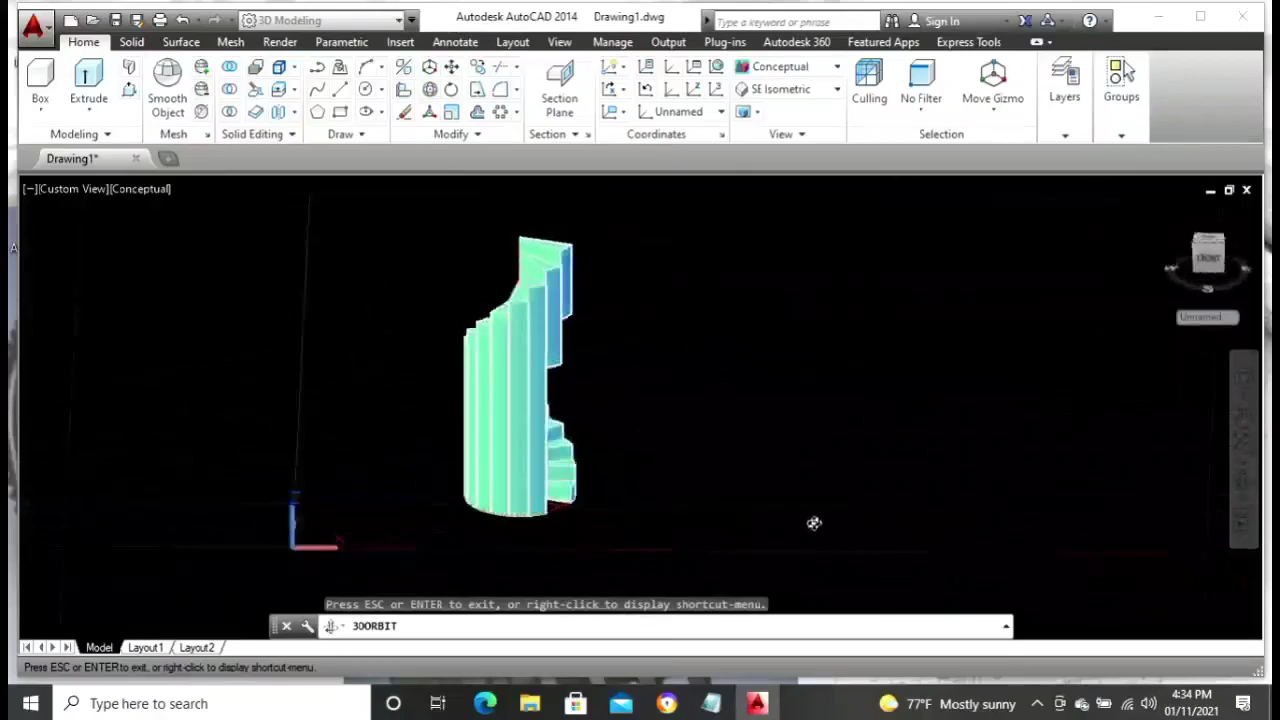 3D Modeling
Autodesk AutoCAD 2014 Drawing1.dwg
Type a keyword or phrase
Sign In
Home Solid Surface Mesh Render Parametric Insert Annotate Layout View Manage Output Plug-ins Autodesk 360 Featured Apps Express Tools
Box
Extrude
Smooth
Object
Section
Plane
Conceptual
SE Isometric
Unnamed
Culling
No Filter
Move Gizmo
Layers
Groups
Modeling Mesh Solid Editing Draw Modify Section Coordinates View Selection
Drawing1*
[−][Custom View][Conceptual]
FRONT
Unnamed
X
Press ESC or ENTER to exit, or right-click to display shortcut-menu.
3DORBIT
Model Layout1 Layout2
Press ESC or ENTER to exit, or right-click to display shortcut-menu.
Type here to search
77°F Mostly sunny
4:34 PM
01/11/2021